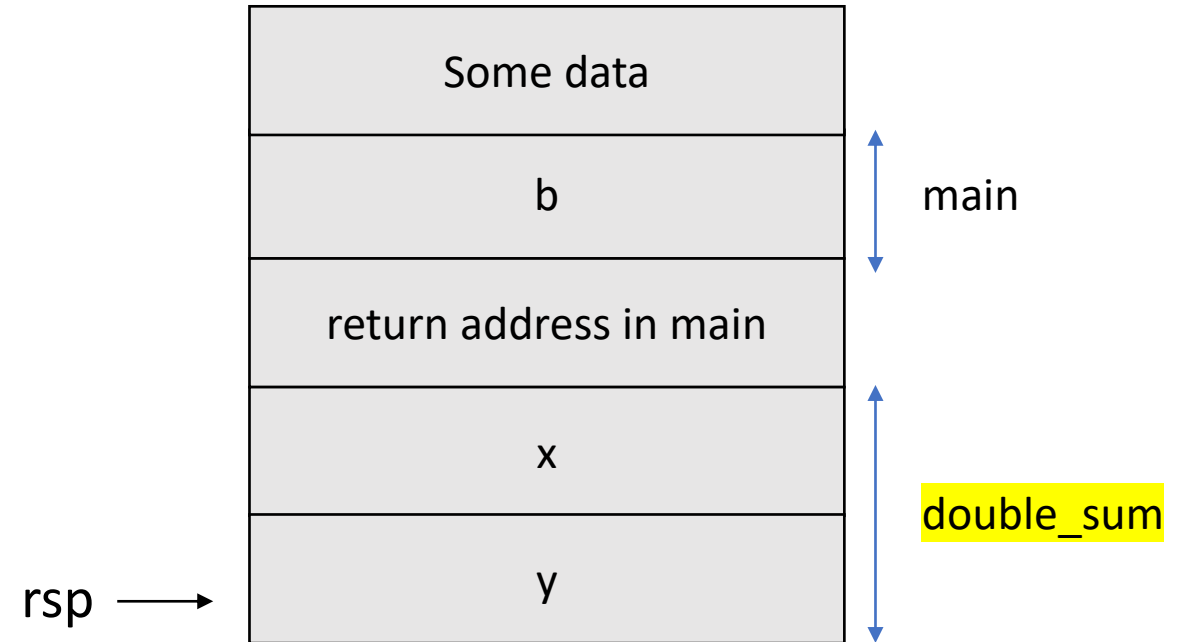 Some data
b
main
return address in main
x
double_sum
y
rsp